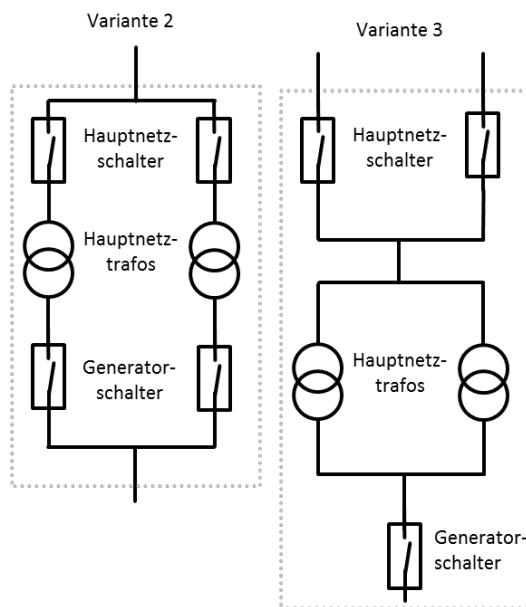 Variante 2
Hauptnetz-
schalter
Hauptnetz-
trafos
Generator-
schalter
Variante 3
Hauptnetz-
schalter
Hauptnetz-
trafos
Generator-
schalter